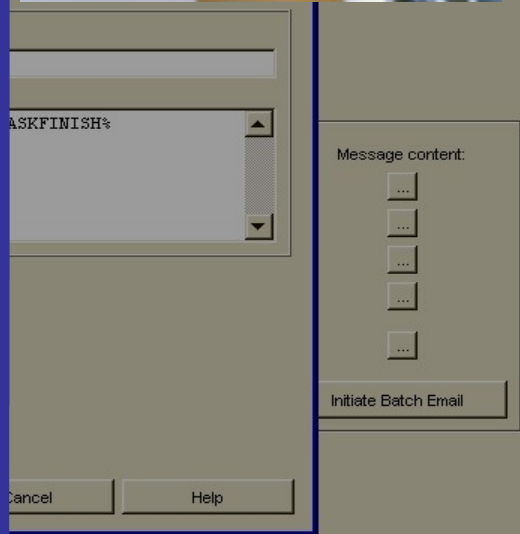 ASKFINISH%
Message content:
...
...
...
...
...
Initiate Batch Email
Cancel
Help